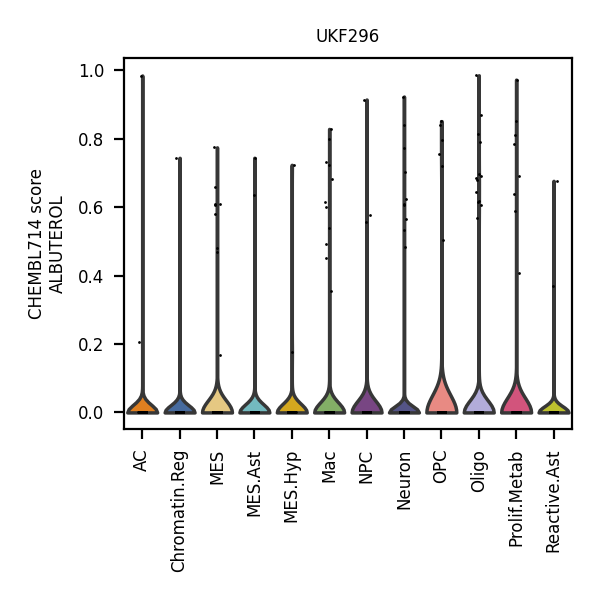 UKF296
CHEMBL714 score
ALBUTEROL
1.0
0.8
0.6
0.4
0.2
0.0
AC
Chromatin.Reg
MES
MES.Ast
MES.Hyp
Mac
NPC
Neuron
OPC
Oligo
Prolif.Metab
Reactive.Ast